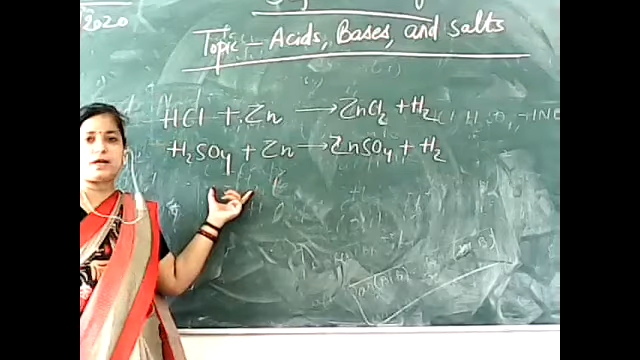 2020
Topic - Acids, Bases, and Salts
HCl + Zn → ZnCl2 + H2
H2SO4 + Zn → ZnSO4 + H2